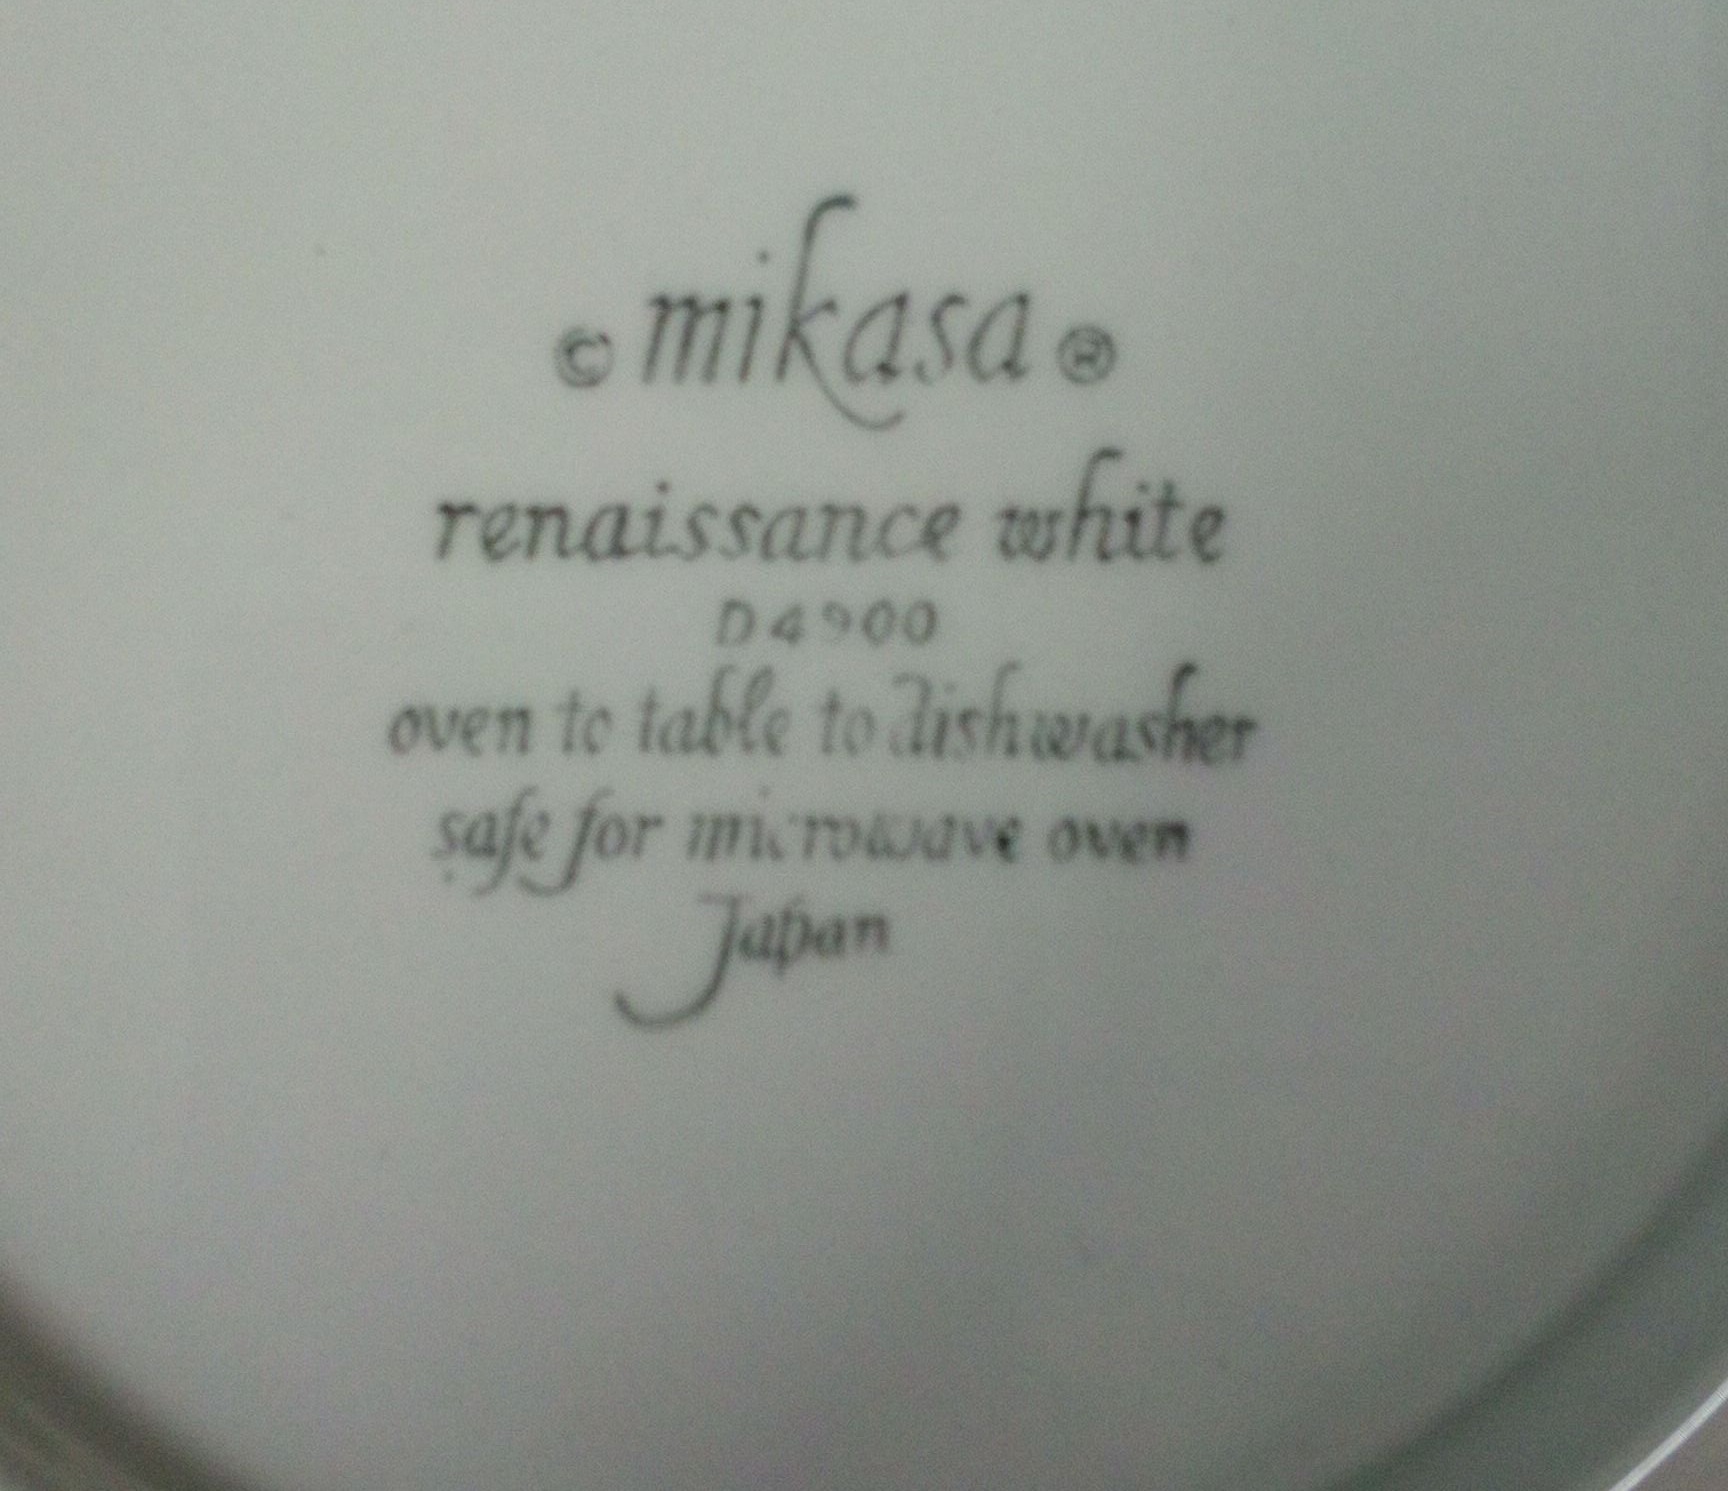 © mikasa ®
renaissance white
D4900
oven to table to dishwasher
safe for microwave oven
Japan